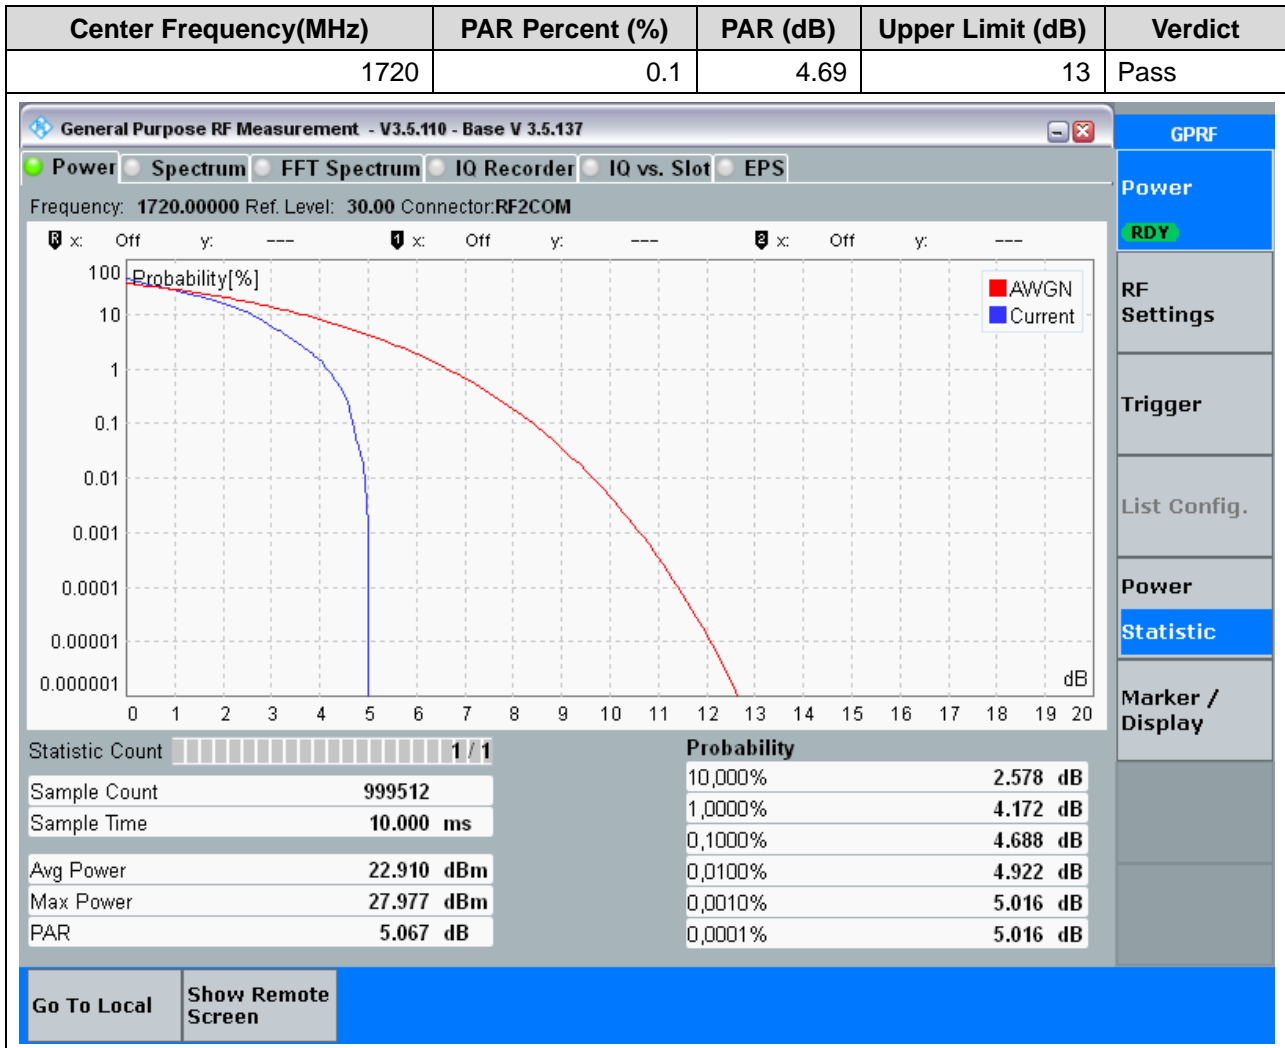 Center Frequency(MHz) PAR Percent (%) PAR (dB) Upper Limit (dB) Verdict
1720 0.1 4.69 13 Pass
General Purpose RF Measurement - V3.5.110 - Base V 3.5.137
GPRF
Power Spectrum FFT Spectrum IQ Recorder IQ vs. Slot EPS
Frequency: 1720.00000 Ref. Level: 30.00 Connector:RF2COM
R x: Off y: --- 1 x: Off y: --- 2 x: Off y: ---
Probability[%]
100
10
1
0.1
0.01
0.001
0.0001
0.00001
0.000001
AWGN
Current
dB
0 1 2 3 4 5 6 7 8 9 10 11 12 13 14 15 16 17 18 19 20
Statistic Count 1 / 1
Sample Count 999512
Sample Time 10.000 ms
Avg Power 22.910 dBm
Max Power 27.977 dBm
PAR 5.067 dB
Probability
10,000% 2.578 dB
1,0000% 4.172 dB
0,1000% 4.688 dB
0,0100% 4.922 dB
0,0010% 5.016 dB
0,0001% 5.016 dB
Power
RDY
RF
Settings
Trigger
List Config.
Power
Statistic
Marker /
Display
Go To Local
Show Remote
Screen